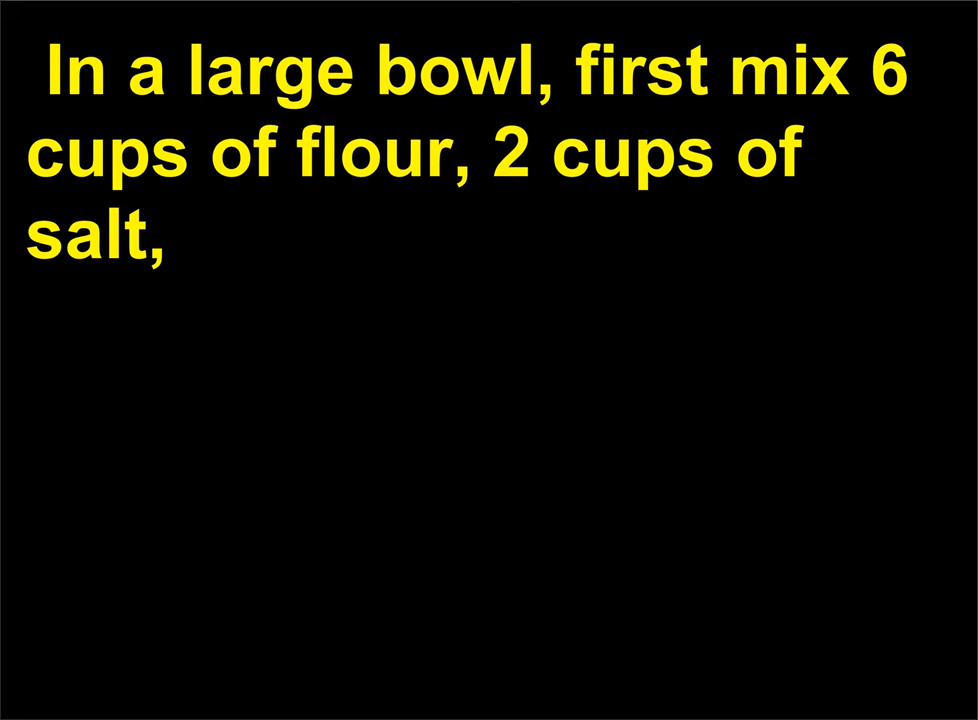 In a large bowl, first mix 6
cups of flour, 2 cups of
salt,